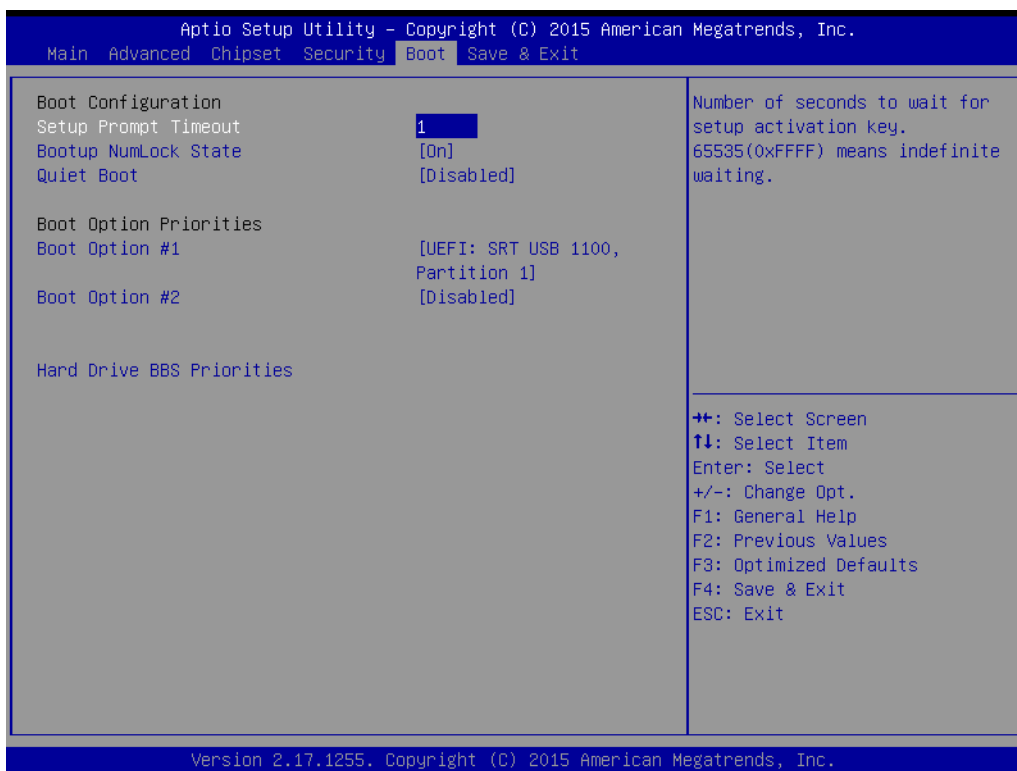 Aptio Setup Utility – Copyright (C) 2015 American Megatrends, Inc.
Main Advanced Chipset Security Boot Save & Exit
Boot Configuration
Setup Prompt Timeout 1
Bootup NumLock State [On]
Quiet Boot [Disabled]
Boot Option Priorities
Boot Option #1 [UEFI: SRT USB 1100,
Partition 1]
Boot Option #2 [Disabled]
Hard Drive BBS Priorities
Number of seconds to wait for
setup activation key.
65535(0xFFFF) means indefinite
waiting.
→←: Select Screen
↑↓: Select Item
Enter: Select
+/-: Change Opt.
F1: General Help
F2: Previous Values
F3: Optimized Defaults
F4: Save & Exit
ESC: Exit
Version 2.17.1255. Copyright (C) 2015 American Megatrends, Inc.